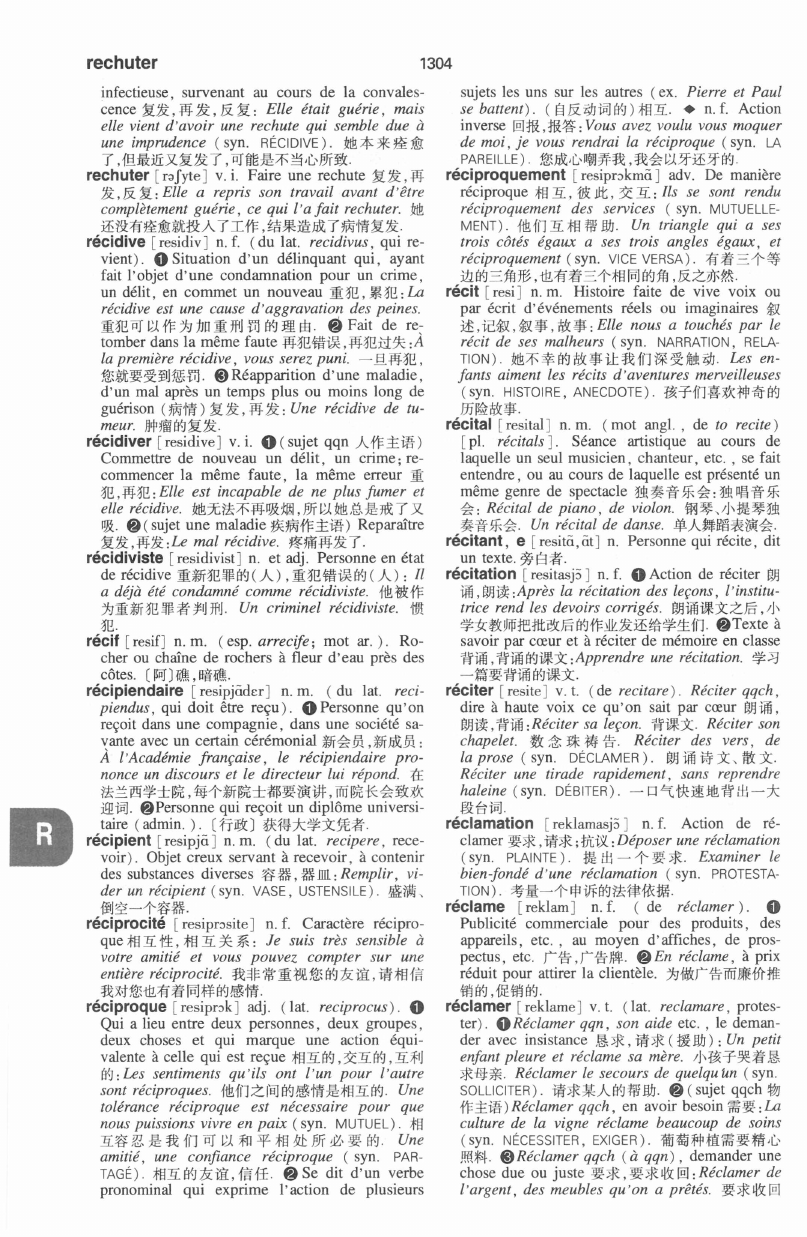 rechuter
1304
infectieuse, survenant au cours de la convales-
cence 复发,再发,反复: Elle était guérie, mais
elle vient d'avoir une rechute qui semble due à
une imprudence (syn. RÉCIDIVE). 她本来痊愈
了,但最近又复发了,可能是不当心所致.
rechuter [rəʃyte] v. i. Faire une rechute 复发,再
发,反复: Elle a repris son travail avant d'être
complètement guérie, ce qui l'a fait rechuter. 她
还没有痊愈就投入了工作,结果造成了病情复发.
récidive [residiv] n. f. (du lat. recidivus, qui re-
vient). ❶ Situation d'un délinquant qui, ayant
fait l'objet d'une condamnation pour un crime,
un délit, en commet un nouveau 重犯,累犯: La
récidive est une cause d'aggravation des peines.
重犯可以作为加重刑罚的理由. ❷ Fait de re-
tomber dans la même faute 再犯错误,再犯过失: À
la première récidive, vous serez puni. 一旦再犯,
您就要受到惩罚. ❸ Réapparition d'une maladie,
d'un mal après un temps plus ou moins long de
guérison (病情) 复发,再发: Une récidive de tu-
meur. 肿瘤的复发.
récidiver [residive] v. i. ❶ (sujet qqn 人作主语)
Commettre de nouveau un délit, un crime; re-
commencer la même faute, la même erreur 重
犯,再犯: Elle est incapable de ne plus fumer et
elle récidive. 她无法不再吸烟,所以她总是戒了又
吸. ❷ (sujet une maladie 疾病作主语) Reparaître
复发,再发: Le mal récidive. 疼痛再发了.
récidiviste [residivist] n. et adj. Personne en état
de récidive 重新犯罪的(人),重犯错误的(人): Il
a déjà été condamné comme récidiviste. 他被作
为重新犯罪者判刑. Un criminel récidiviste. 惯
犯.
récif [resif] n. m. (esp. arrecife; mot ar.). Ro-
cher ou chaîne de rochers à fleur d'eau près des
côtes. 〔阿〕礁,暗礁.
récipiendaire [resipjɑ̃dɛr] n. m. (du lat. reci-
piendus, qui doit être reçu). ❶ Personne qu'on
reçoit dans une compagnie, dans une société sa-
vante avec un certain cérémonial 新会员,新成员:
À l'Académie française, le récipiendaire pro-
nonce un discours et le directeur lui répond. 在
法兰西学士院,每个新院士都要演讲,而院长会致欢
迎词. ❷ Personne qui reçoit un diplôme universi-
taire (admin.). 〔行政〕获得大学文凭者.
récipient [resipjɑ̃] n. m. (du lat. recipere, rece-
voir). Objet creux servant à recevoir, à contenir
des substances diverses 容器,器皿: Remplir, vi-
der un récipient (syn. VASE, USTENSILE). 盛满、
倒空一个容器.
réciprocité [resiprɔsite] n. f. Caractère récipro-
que 相互性,相互关系: Je suis très sensible à
votre amitié et vous pouvez compter sur une
entière réciprocité. 我非常重视您的友谊,请相信
我对您也有着同样的感情.
réciproque [resiprɔk] adj. (lat. reciprocus). ❶
Qui a lieu entre deux personnes, deux groupes,
deux choses et qui marque une action équi-
valente à celle qui est reçue 相互的,交互的,互利
的: Les sentiments qu'ils ont l'un pour l'autre
sont réciproques. 他们之间的感情是相互的. Une
tolérance réciproque est nécessaire pour que
nous puissions vivre en paix (syn. MUTUEL). 相
互容忍是我们可以和平相处所必要的. Une
amitié, une confiance réciproque (syn. PAR-
TAGÉ). 相互的友谊,信任. ❷ Se dit d'un verbe
pronominal qui exprime l'action de plusieurs
sujets les uns sur les autres (ex. Pierre et Paul
se battent). (自反动词的)相互. ◆ n. f. Action
inverse 回报,报答: Vous avez voulu vous moquer
de moi, je vous rendrai la réciproque (syn. LA
PAREILLE). 您成心嘲弄我,我会以牙还牙的.
réciproquement [resiprɔkmɑ̃] adv. De manière
réciproque 相互,彼此,交互: Ils se sont rendu
réciproquement des services (syn. MUTUELLE-
MENT). 他们互相帮助. Un triangle qui a ses
trois côtés égaux a ses trois angles égaux, et
réciproquement (syn. VICE VERSA). 有着三个等
边的三角形,也有着三个相同的角,反之亦然.
récit [resi] n. m. Histoire faite de vive voix ou
par écrit d'événements réels ou imaginaires 叙
述,记叙,叙事,故事: Elle nous a touchés par le
récit de ses malheurs (syn. NARRATION, RELA-
TION). 她不幸的故事让我们深受触动. Les en-
fants aiment les récits d'aventures merveilleuses
(syn. HISTOIRE, ANECDOTE). 孩子们喜欢神奇的
历险故事.
récital [resital] n. m. (mot angl., de to recite)
[pl. récitals]. Séance artistique au cours de
laquelle un seul musicien, chanteur, etc., se fait
entendre, ou au cours de laquelle est présenté un
même genre de spectacle 独奏音乐会:独唱音乐
会: Récital de piano, de violon. 钢琴、小提琴独
奏音乐会. Un récital de danse. 单人舞蹈表演会.
récitant, e [resitɑ̃,ɑ̃t] n. Personne qui récite, dit
un texte. 旁白者.
récitation [resitasjɔ̃] n. f. ❶ Action de réciter 朗
诵,朗读: Après la récitation des leçons, l'institu-
trice rend les devoirs corrigés. 朗诵课文之后,小
学女教师把批改后的作业发还给学生们. ❷ Texte à
savoir par cœur et à réciter de mémoire en classe
背诵,背诵的课文: Apprendre une récitation. 学习
一篇要背诵的课文.
réciter [resite] v. t. (de recitare). Réciter qqch,
dire à haute voix ce qu'on sait par cœur 朗诵,
朗读,背诵: Réciter sa leçon. 背课文. Réciter son
chapelet. 数念珠祷告. Réciter des vers, de
la prose (syn. DÉCLAMER). 朗诵诗文、散文.
Réciter une tirade rapidement, sans reprendre
haleine (syn. DÉBITER). 一口气快速地背出一大
段台词.
réclamation [reklamasjɔ̃] n. f. Action de ré-
clamer 要求,请求;抗议: Déposer une réclamation
(syn. PLAINTE). 提出一个要求. Examiner le
bien-fondé d'une réclamation (syn. PROTESTA-
TION). 考量一个申诉的法律依据.
réclame [reklam] n. f. (de réclamer). ❶
Publicité commerciale pour des produits, des
appareils, etc., au moyen d'affiches, de pros-
pectus, etc. 广告,广告牌. ❷ En réclame, à prix
réduit pour attirer la clientèle. 为做广告而廉价推
销的,促销的.
réclamer [reklame] v. t. (lat. reclamare, protes-
ter). ❶ Réclamer qqn, son aide etc., le deman-
der avec insistance 恳求,请求(援助): Un petit
enfant pleure et réclame sa mère. 小孩子哭着恳
求母亲. Réclamer le secours de quelqu'un (syn.
SOLLICITER). 请求某人的帮助. ❷ (sujet qqch 物
作主语) Réclamer qqch, en avoir besoin 需要: La
culture de la vigne réclame beaucoup de soins
(syn. NÉCESSITER, EXIGER). 葡萄种植需要精心
照料. ❸ Réclamer qqch (à qqn), demander une
chose due ou juste 要求,要求收回: Réclamer de
l'argent, des meubles qu'on a prêtés. 要求收回
R